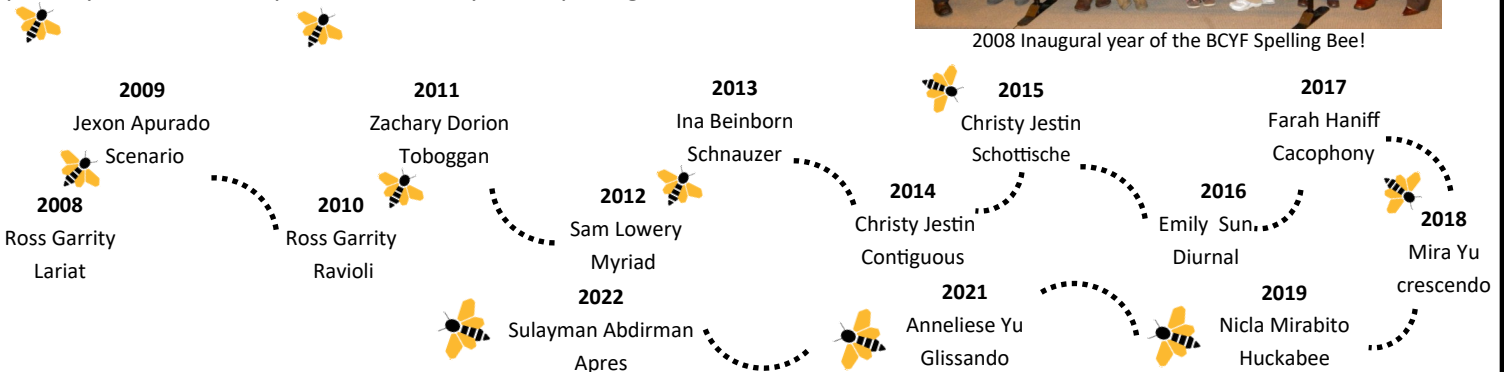 2008 Inaugural year of the BCYF Spelling Bee!
2008
Ross Garrity
Lariat
2009
Jexon Apurado
Scenario
2010
Ross Garrity
Ravioli
2011
Zachary Dorion
Toboggan
2012
Sam Lowery
Myriad
2013
Ina Beinborn
Schnauzer
2014
Christy Jestin
Contiguous
2015
Christy Jestin
Schottische
2016
Emily Sun
Diurnal
2017
Farah Haniff
Cacophony
2018
Mira Yu
crescendo
2019
Nicla Mirabito
Huckabee
2021
Anneliese Yu
Glissando
2022
Sulayman Abdirman
Apres